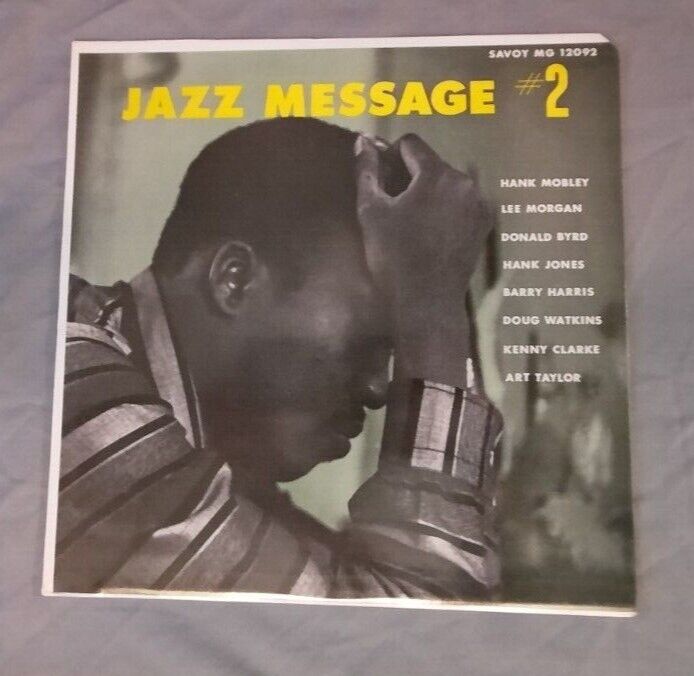 SAVOY MG 12092
JAZZ MESSAGE #2
HANK MOBLEY
LEE MORGAN
DONALD BYRD
HANK JONES
BARRY HARRIS
DOUG WATKINS
KENNY CLARKE
ART TAYLOR